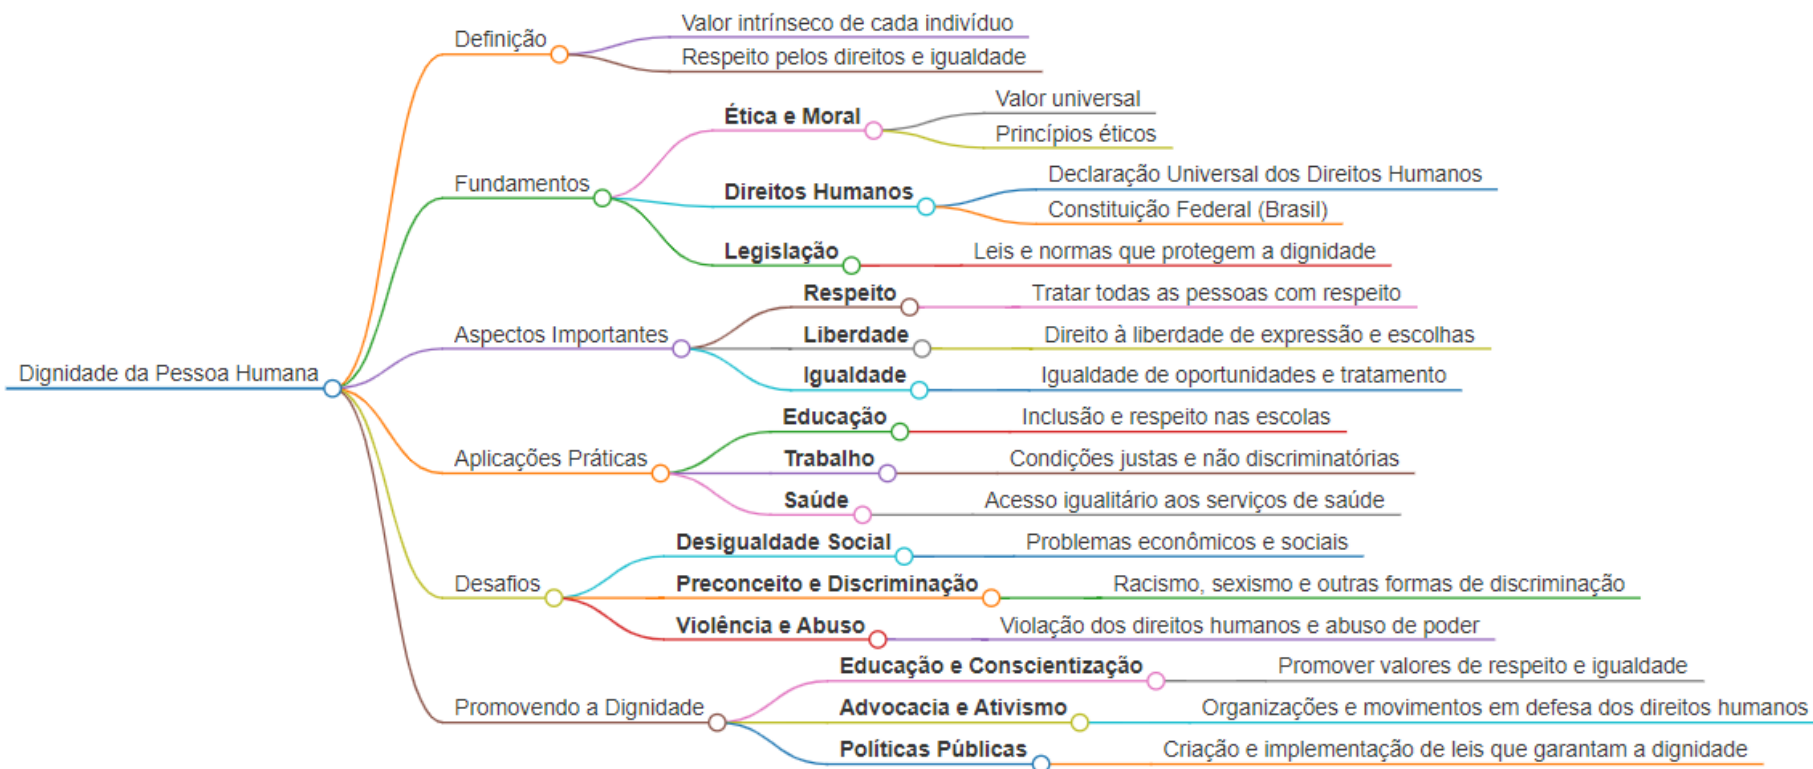 Dignidade da Pessoa Humana
Definição
Valor intrínseco de cada indivíduo
Respeito pelos direitos e igualdade
Fundamentos
Ética e Moral
Valor universal
Princípios éticos
Direitos Humanos
Declaração Universal dos Direitos Humanos
Constituição Federal (Brasil)
Legislação
Leis e normas que protegem a dignidade
Aspectos Importantes
Respeito
Tratar todas as pessoas com respeito
Liberdade
Direito à liberdade de expressão e escolhas
Igualdade
Igualdade de oportunidades e tratamento
Aplicações Práticas
Educação
Inclusão e respeito nas escolas
Trabalho
Condições justas e não discriminatórias
Saúde
Acesso igualitário aos serviços de saúde
Desafios
Desigualdade Social
Problemas econômicos e sociais
Preconceito e Discriminação
Racismo, sexismo e outras formas de discriminação
Violência e Abuso
Violação dos direitos humanos e abuso de poder
Promovendo a Dignidade
Educação e Conscientização
Promover valores de respeito e igualdade
Advocacia e Ativismo
Organizações e movimentos em defesa dos direitos humanos
Políticas Públicas
Criação e implementação de leis que garantam a dignidade